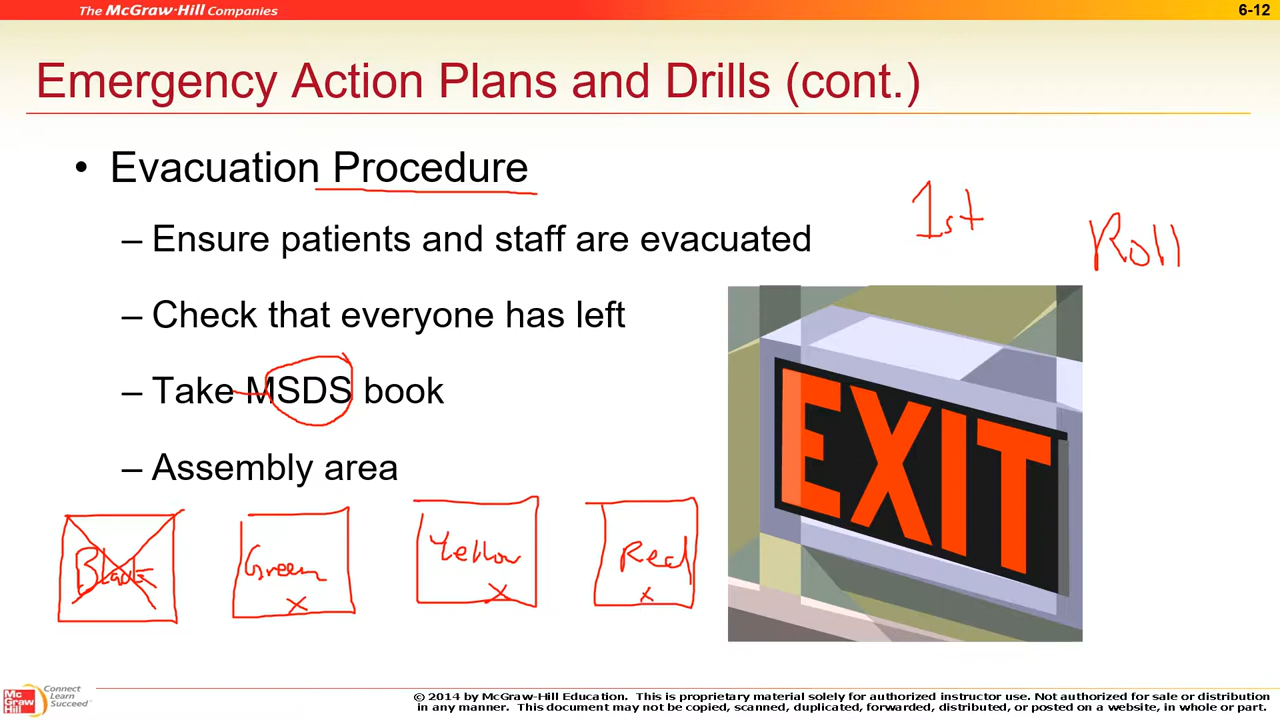 The McGraw-Hill Companies
6-12
Emergency Action Plans and Drills (cont.)
• Evacuation Procedure
1st
Roll
– Ensure patients and staff are evacuated
– Check that everyone has left
– Take MSDS book
– Assembly area
EXIT
Black
Green
Yellow
Red
Mc
Graw
Hill
Connect
Learn
Succeed™
© 2014 by McGraw-Hill Education. This is proprietary material solely for authorized instructor use. Not authorized for sale or distribution
in any manner. This document may not be copied, scanned, duplicated, forwarded, distributed, or posted on a website, in whole or part.